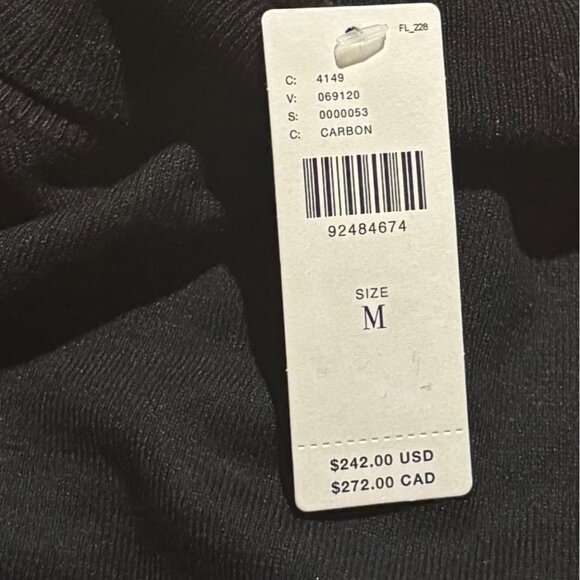 FL_228
C: 4149
V: 069120
S: 0000053
C: CARBON
92484674
SIZE
M
$242.00 USD
$272.00 CAD